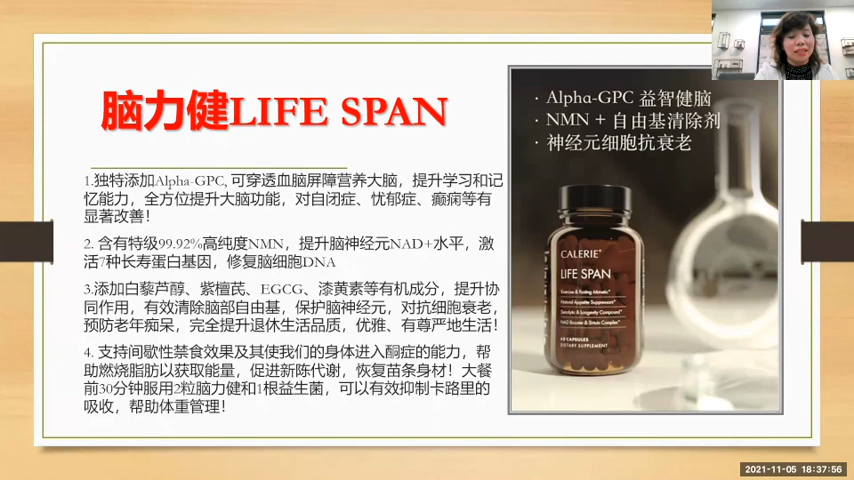 脑力健LIFE SPAN
1.独特添加Alpha-GPC, 可穿透血脑屏障营养大脑，提升学习和记
忆能力，全方位提升大脑功能，对自闭症、忧郁症、癫痫等有
显著改善！
2. 含有特级99.92%高纯度NMN，提升脑神经元NAD+水平，激
活7种长寿蛋白基因，修复脑细胞DNA
3.添加白藜芦醇、紫檀芪、EGCG、漆黄素等有机成分，提升协
同作用，有效清除脑部自由基，保护脑神经元，对抗细胞衰老，
预防老年痴呆，完全提升退休生活品质，优雅、有尊严地生活！
4. 支持间歇性禁食效果及其使我们的身体进入酮症的能力，帮
助燃烧脂肪以获取能量，促进新陈代谢，恢复苗条身材！大餐
前30分钟服用2粒脑力健和1根益生菌，可以有效抑制卡路里的
吸收，帮助体重管理！
· Alpha-GPC 益智健脑
· NMN + 自由基清除剂
· 神经元细胞抗衰老
CALERIE
LIFE SPAN
Exercise & Fasting Mimetic*
Natural Appetite Suppressant*
Senolytic & Longevity Compound*
NAD Booster & Sirtuin Complex*
60 CAPSULES
DIETARY SUPPLEMENT
2021-11-05 18:37:56